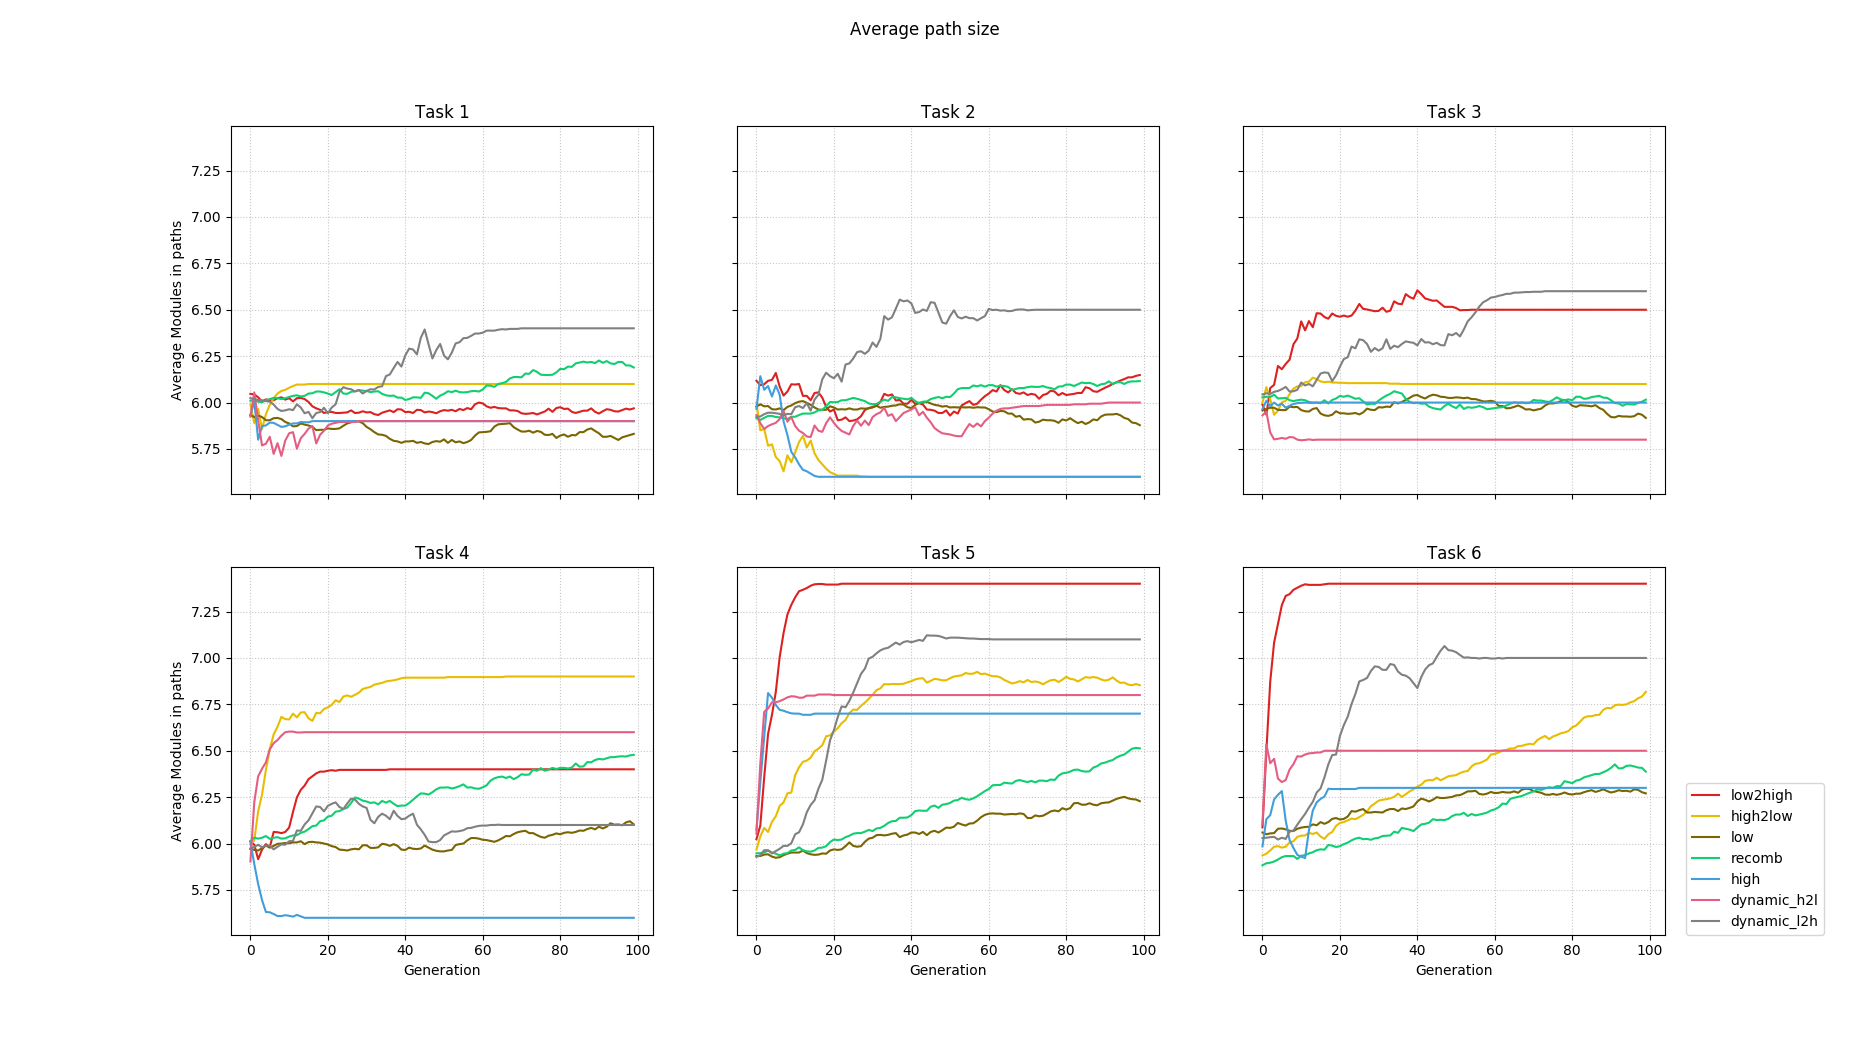 Average path size
Task 1
Task 2
Task 3
Average Modules in paths
7.25
7.00
6.75
6.50
6.25
6.00
5.75
Task 4
Task 5
Task 6
Average Modules in paths
7.25
7.00
6.75
6.50
6.25
6.00
5.75
0 20 40 60 80 100
0 20 40 60 80 100
0 20 40 60 80 100
Generation
Generation
Generation
low2high
high2low
low
recomb
high
dynamic_h2l
dynamic_l2h